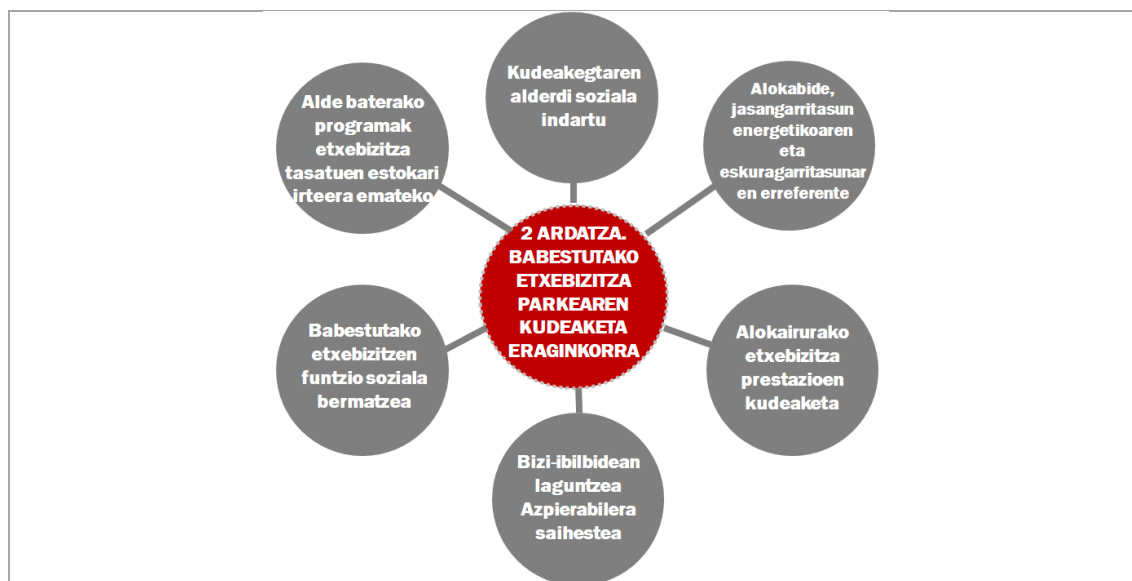 Kudeakegtaren
alderdi soziala
indartu
Alokabide,
jasangarritasun
energetikoaren
eta
eskuragarritasunar
en erreferente
Alde baterako
programak
etxebizitza
tasatuen estokari
irteera emateko
2 ARDATZA.
BABESTUTAKO
ETXEBIZITZA
PARKEAREN
KUDEAKETA
ERAGINKORRA
Alokairurako
etxebizitza
prestazioen
kudeaketa
Babestutako
etxebizitzen
funtzio soziala
bermatzea
Bizi-ibilbidean
laguntzea
Azpierabilera
saihestea